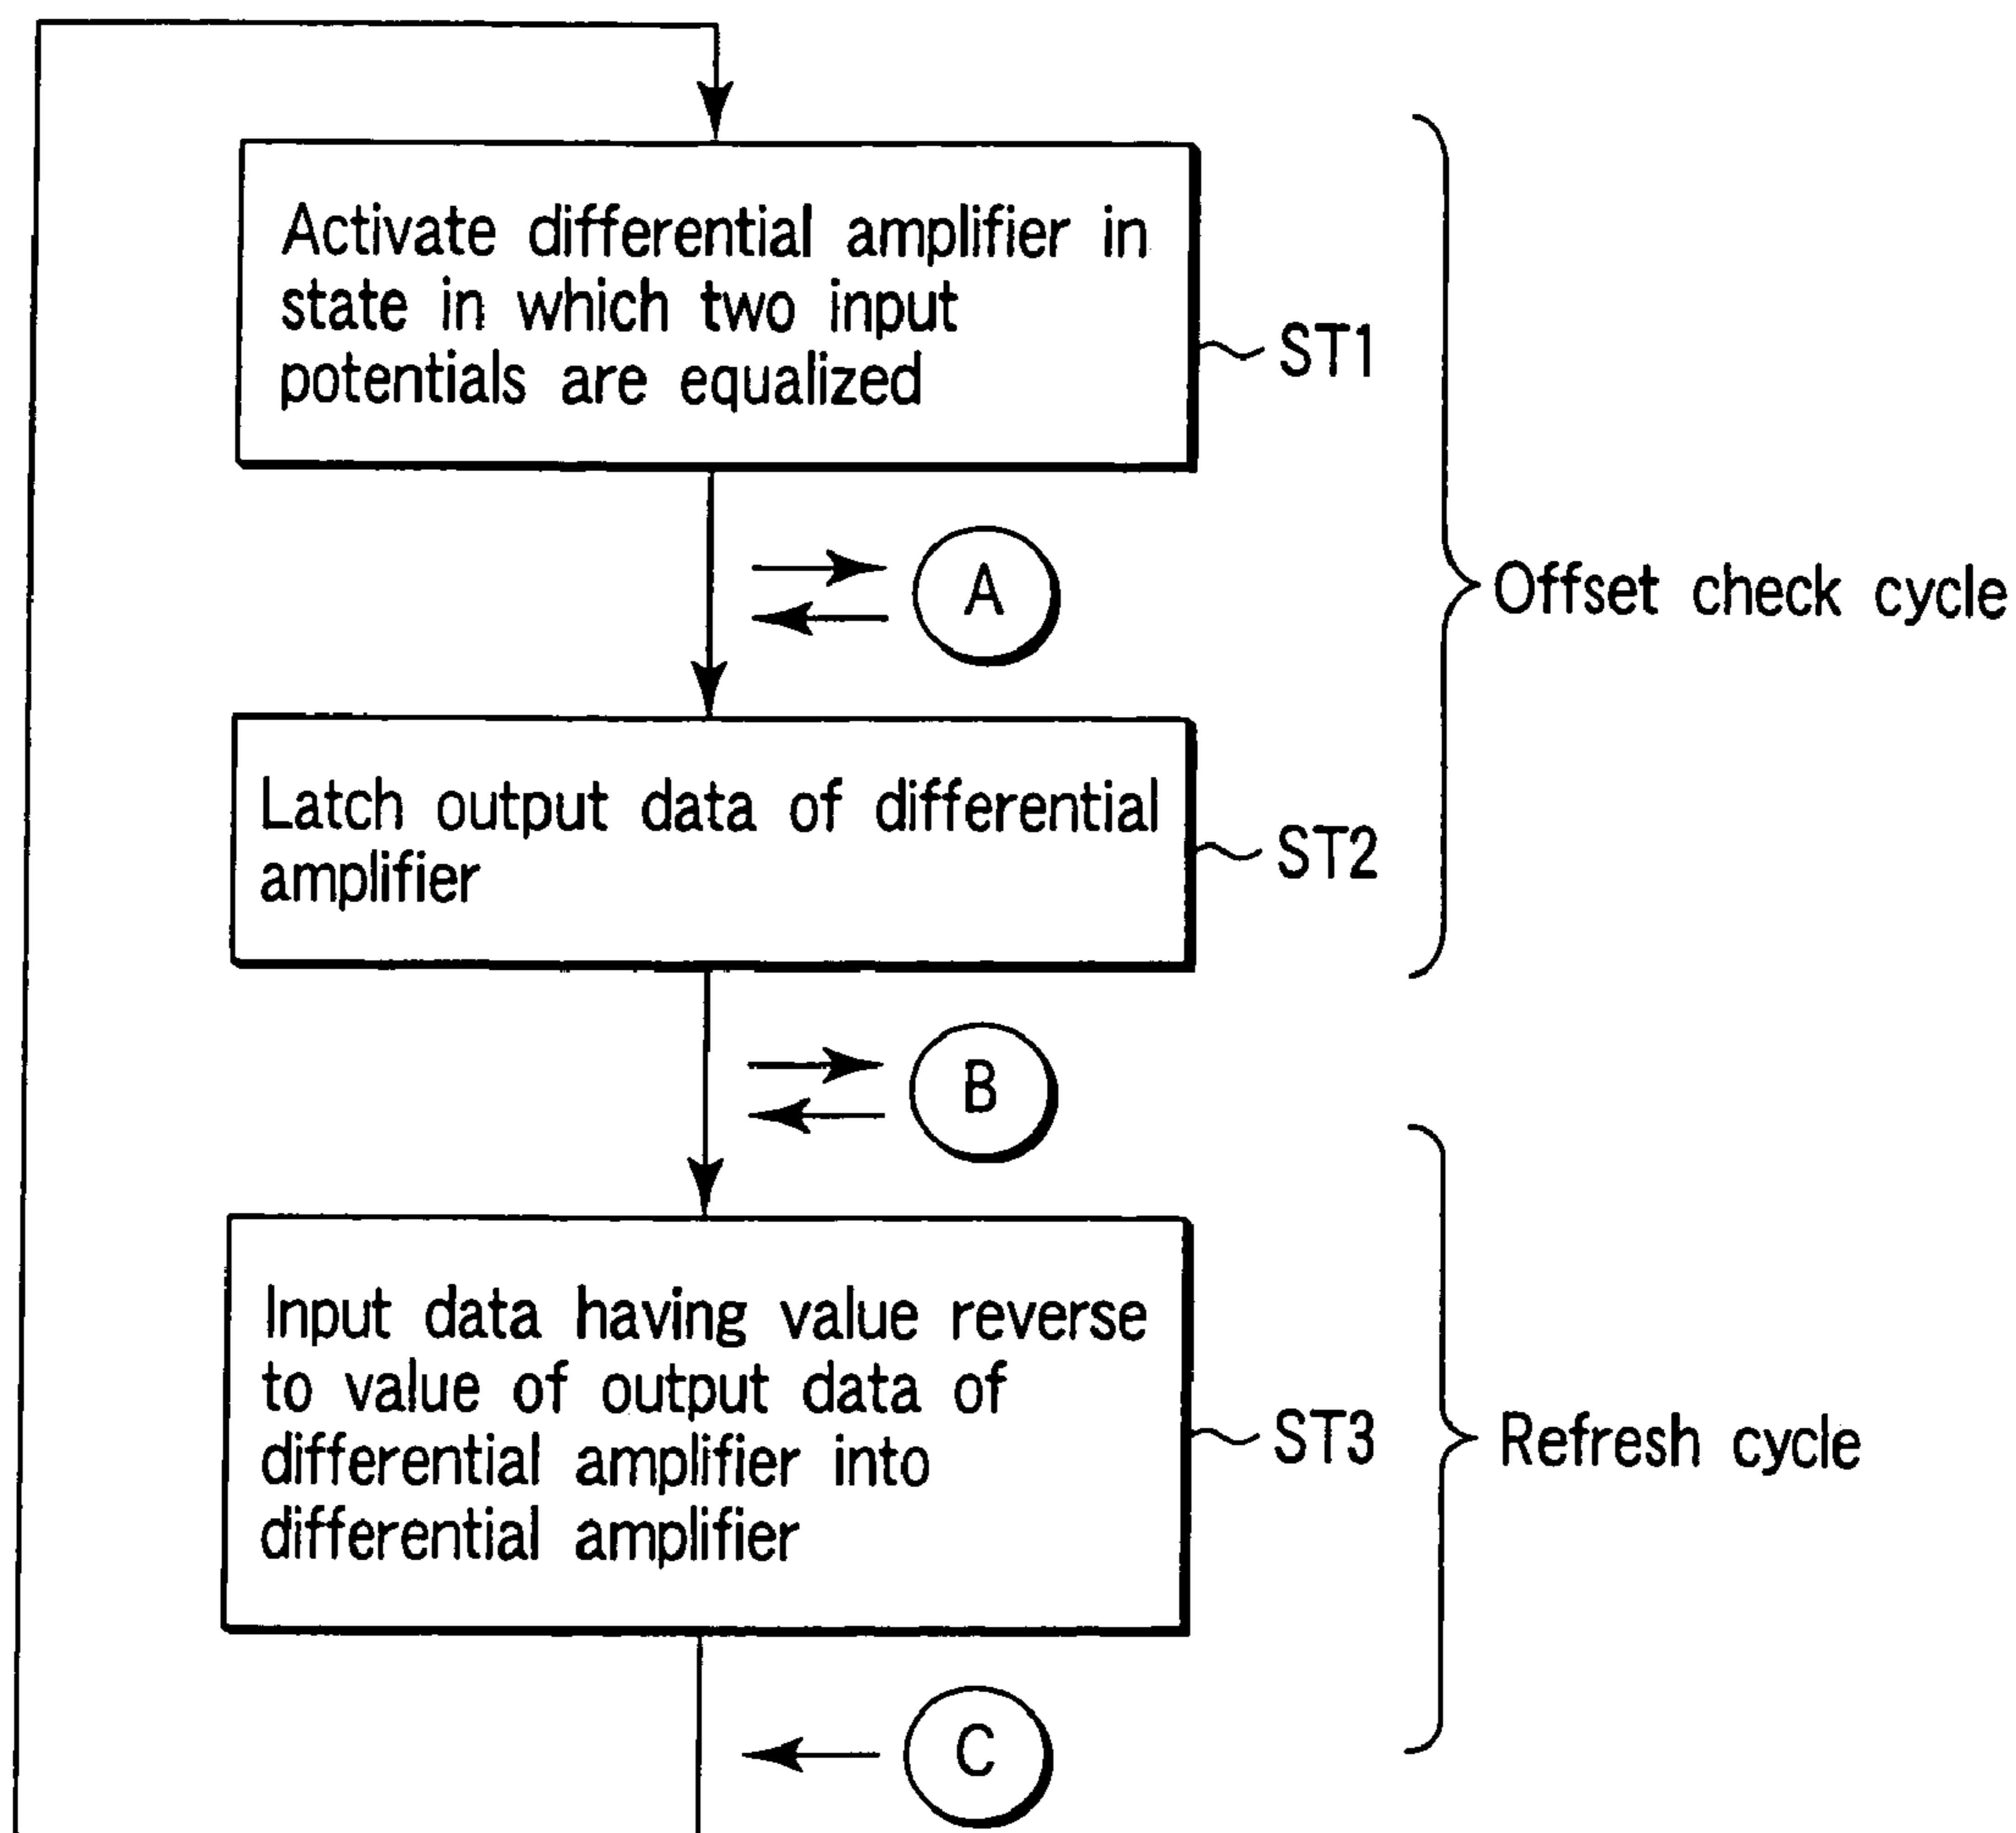 Activate differential amplifier in
state in which two input
potentials are equalized
ST1
A
Offset check cycle
Latch output data of differential
amplifier
ST2
B
Input data having value reverse
to value of output data of
differential amplifier into
differential amplifier
ST3
Refresh cycle
C